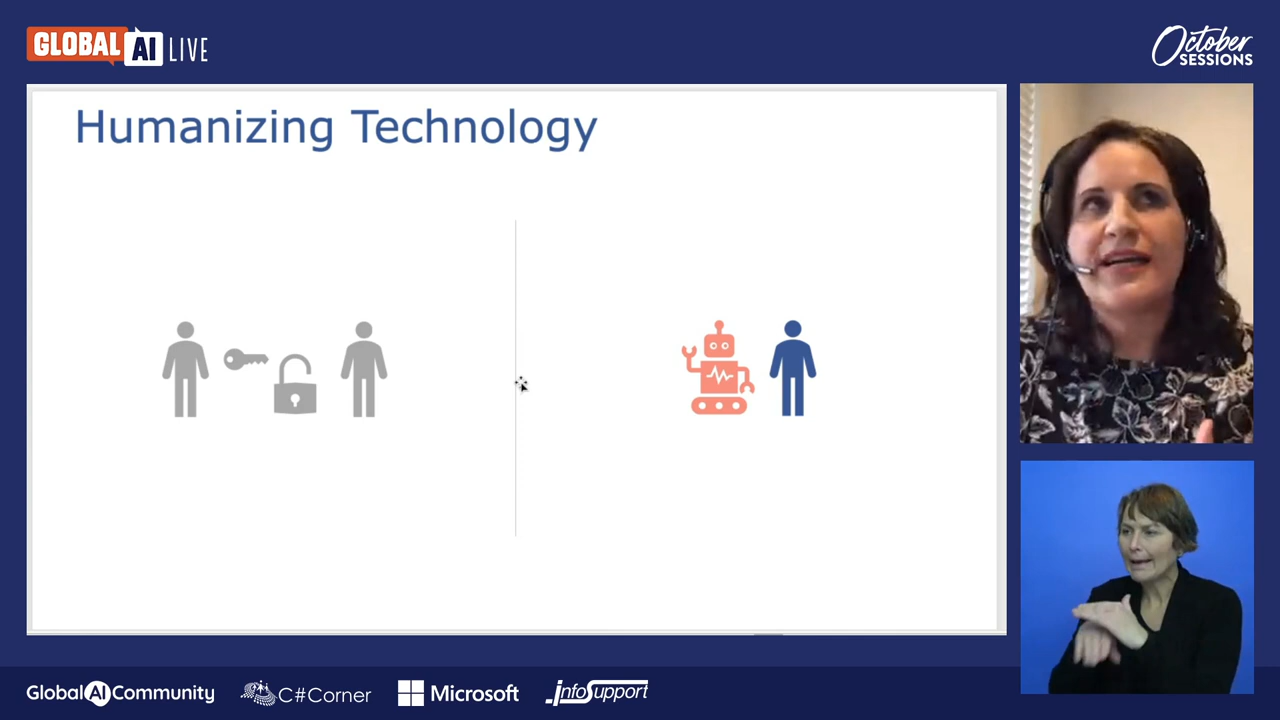 GLOBAL AI LIVE
October
SESSIONS
Humanizing Technology
Global AI Community
C#Corner
Microsoft
InfoSupport